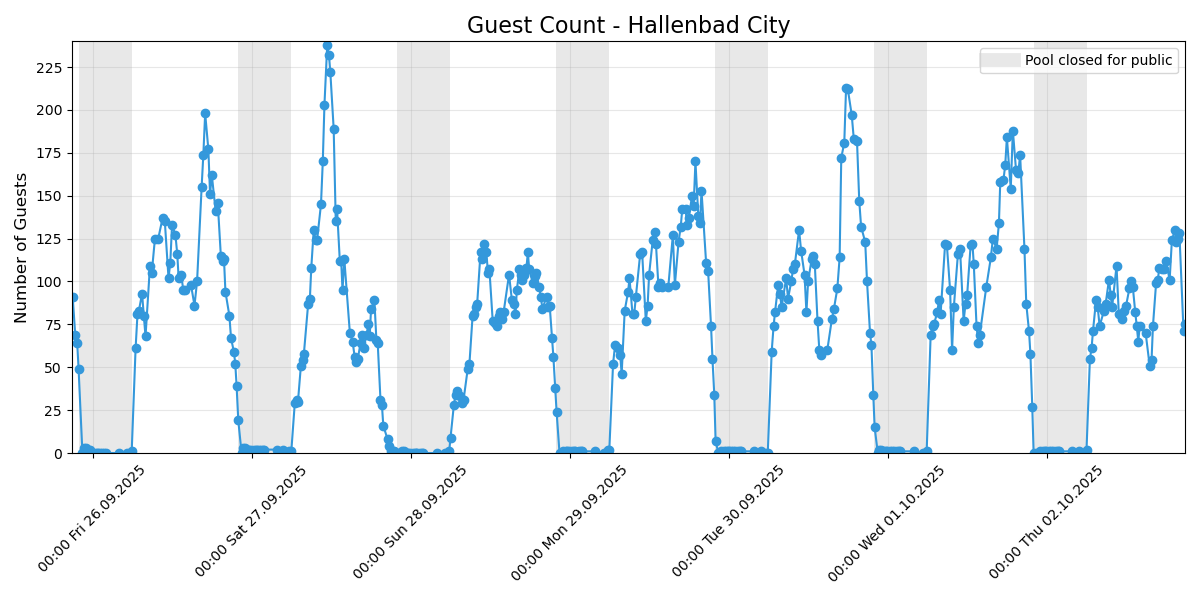 Guest Count - Hallenbad City
Pool closed for public
Number of Guests
225
200
175
150
125
100
75
50
25
0
00:00 Fri 26.09.2025
00:00 Sat 27.09.2025
00:00 Sun 28.09.2025
00:00 Mon 29.09.2025
00:00 Tue 30.09.2025
00:00 Wed 01.10.2025
00:00 Thu 02.10.2025